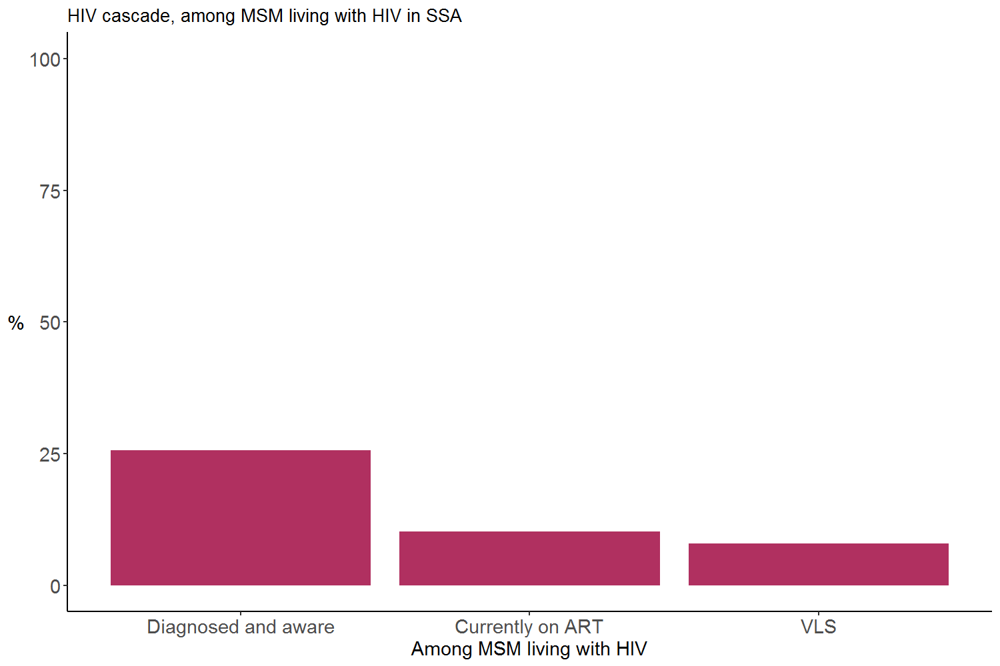 HIV cascade, among MSM living with HIV in SSA
100
75
% 50
25
0
Diagnosed and aware Currently on ART VLS
Among MSM living with HIV